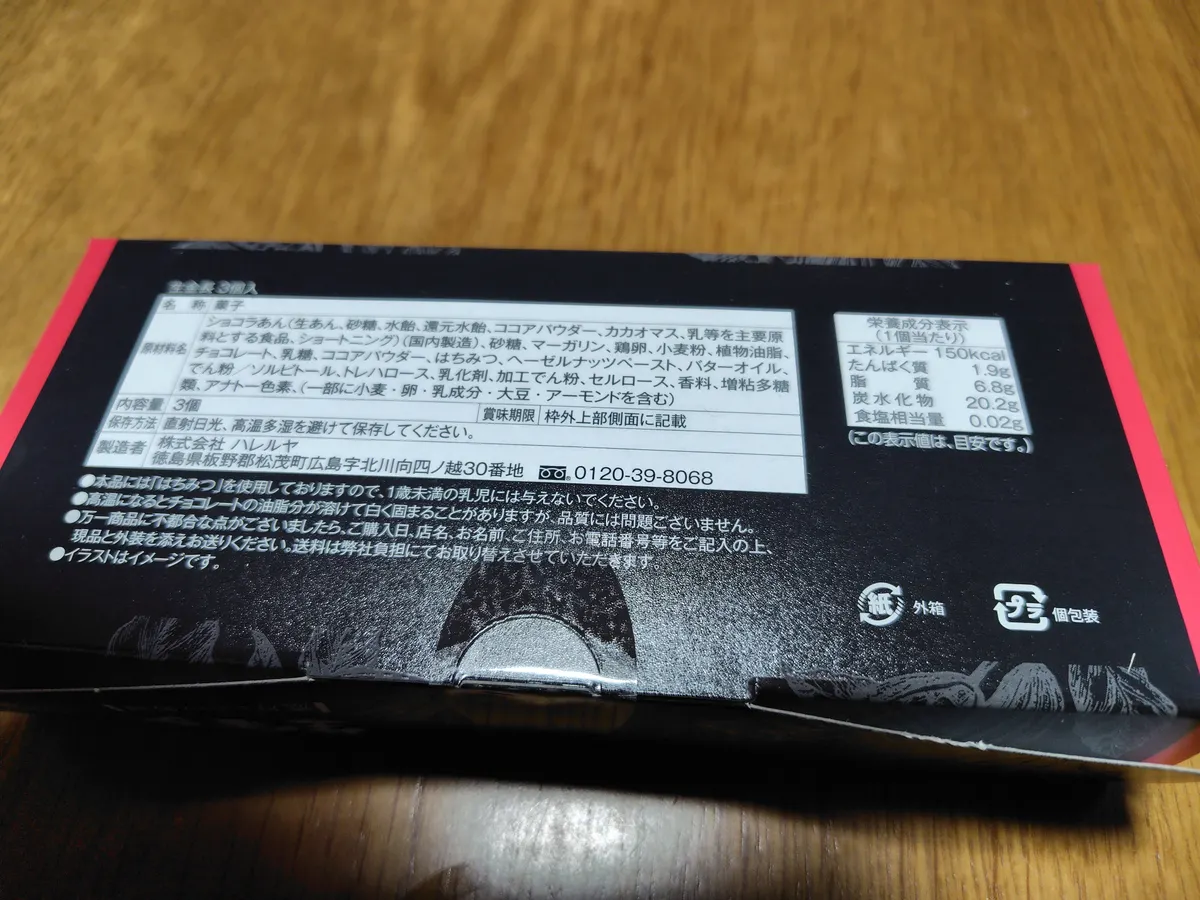 3個入
名称 菓子
原材料名
ショコラあん(生あん、砂糖、水飴、還元水飴、ココアパウダー、カカオマス、乳等を主要原
料とする食品、ショートニング)(国内製造)、砂糖、マーガリン、鶏卵、小麦粉、植物油脂、
チョコレート、乳糖、ココアパウダー、はちみつ、ヘーゼルナッツペースト、バターオイル、
でん粉/ソルビトール、トレハロース、乳化剤、加工でん粉、セルロース、香料、増粘多糖
類、アナトー色素、(一部に小麦・卵・乳成分・大豆・アーモンドを含む)
内容量 3個 賞味期限 枠外上部側面に記載
保存方法 直射日光、高温多湿を避けて保存してください。
製造者 株式会社 ハレルヤ
徳島県板野郡松茂町広島字北川向四ノ越30番地 0120-39-8068
●本品には「はちみつ」を使用しておりますので、1歳未満の乳児には与えないでください。
●高温になるとチョコレートの油脂分が溶けて白く固まることがありますが、品質には問題ございません。
●万一商品に不都合な点がございましたら、ご購入日、店名、お名前、ご住所、お電話番号等をご記入の上、
現品と外装を添えお送りください。送料は弊社負担にてお取り替えさせていただきます。
●イラストはイメージです。
栄養成分表示
(1個当たり)
エネルギー 150kcal
たんぱく質 1.9g
脂質 6.8g
炭水化物 20.2g
食塩相当量 0.02g
(この表示値は、目安です。)
紙 外箱
プラ 個包装